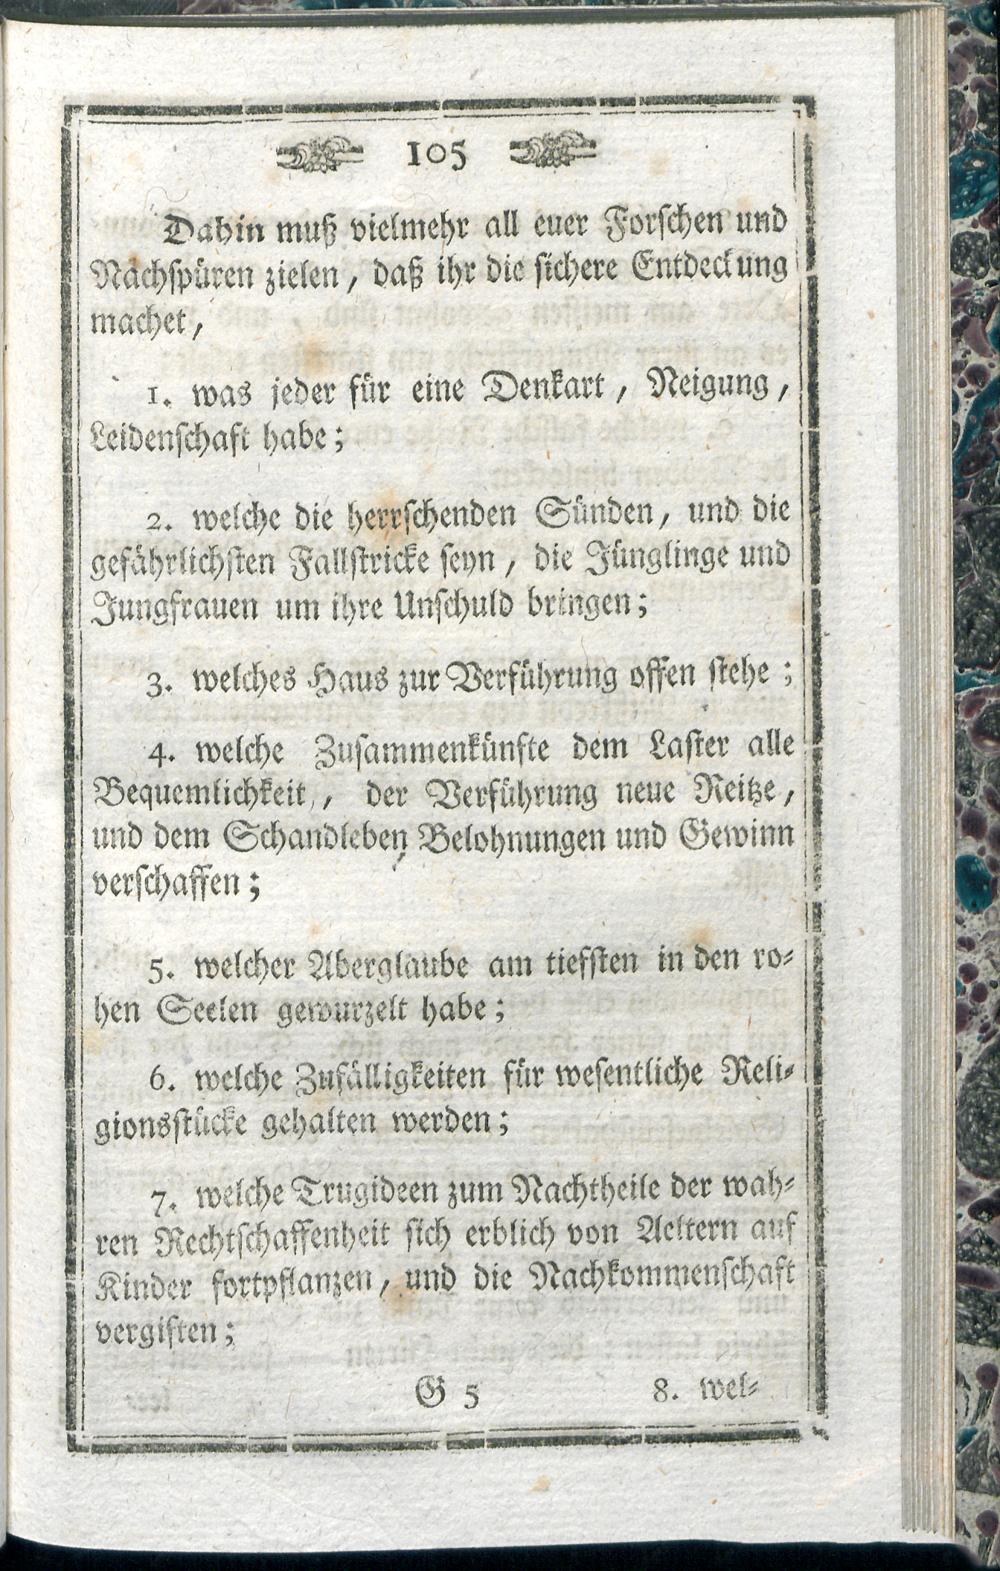 105
Dahin muß vielmehr all euer Forschen und
Nachspüren zielen, daß ihr die sichere Entdeckung
machet,
1. was jeder für eine Denkart, Neigung,
Leidenschaft habe;
2. welche die herrschenden Sünden, und die
gefährlichsten Fallstricke seyn, die Jünglinge und
Jungfrauen um ihre Unschuld bringen;
3. welches Haus zur Verführung offen stehe;
4. welche Zusammenkünfte dem Laster alle
Bequemlichkeit, der Verführung neue Reitze,
und dem Schandleben Belohnungen und Gewinn
verschaffen;
5. welcher Aberglaube am tiefsten in den ro-
hen Seelen gewurzelt habe;
6. welche Zufälligkeiten für wesentliche Reli-
gionsstücke gehalten werden;
7. welche Trugideen zum Nachtheile der wah-
ren Rechtschaffenheit sich erblich von Aeltern auf
Kinder fortpflanzen, und die Nachkommenschaft
vergiften;
G 5 8. wel-